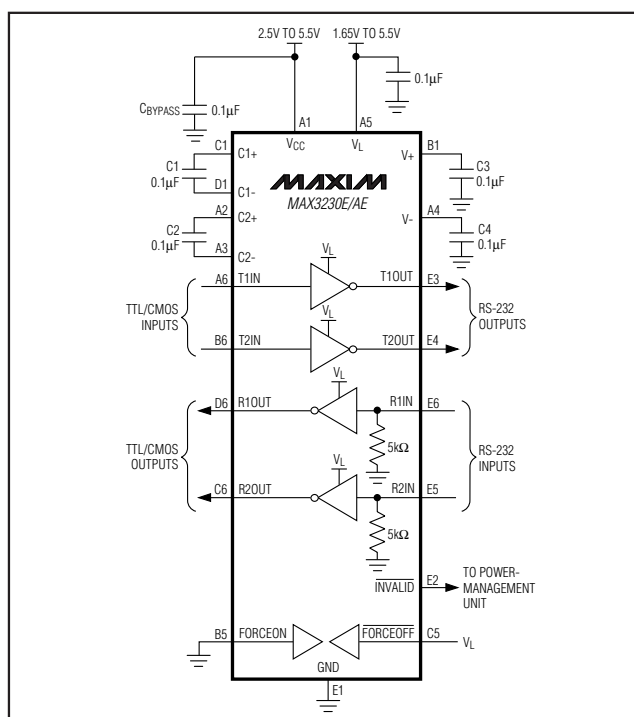 2.5V TO 5.5V
1.65V TO 5.5V
CBYPASS
0.1µF
0.1µF
A1
A5
VCC
VL
C1
C1+
C1
0.1µF
D1
C1-
A2
C2+
C2
0.1µF
A3
C2-
MAXIM
MAX3230E/AE
V+
B1
C3
0.1µF
V-
A4
C4
0.1µF
TTL/CMOS
INPUTS
A6
T1IN
VL
T1OUT
E3
B6
T2IN
VL
T2OUT
E4
RS-232
OUTPUTS
TTL/CMOS
OUTPUTS
D6
R1OUT
VL
R1IN
E6
5kΩ
C6
R2OUT
VL
R2IN
E5
5kΩ
RS-232
INPUTS
INVALID
E2
TO POWER-
MANAGEMENT
UNIT
B5
FORCEON
FORCEOFF
C5
VL
GND
E1